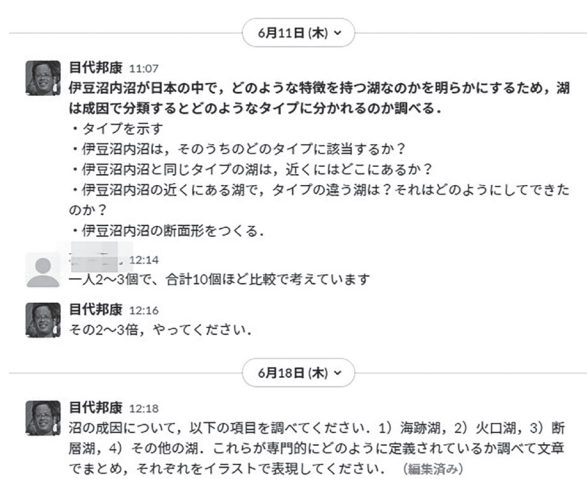 6月11日 (木)
目代邦康 11:07
伊豆沼内沼が日本の中で，どのような特徴を持つ湖なのかを明らかにするため，湖
は成因で分類するとどのようなタイプに分かれるのか調べる．
・タイプを示す
・伊豆沼内沼は，そのうちのどのタイプに該当するか？
・伊豆沼内沼と同じタイプの湖は，近くにはどこにあるか？
・伊豆沼内沼の近くにある湖で，タイプの違う湖は？それはどのようにしてできた
のか？
・伊豆沼内沼の断面形をつくる．
12:14
一人2〜3個で、合計10個ほど比較で考えています
目代邦康 12:16
その2〜3倍，やってください．
6月18日 (木)
目代邦康 12:18
沼の成因について，以下の項目を調べてください．1）海跡湖，2）火口湖，3）断
層湖，4）その他の湖．これらが専門的にどのように定義されているか調べて文章
でまとめ，それぞれをイラストで表現してください．（編集済み）